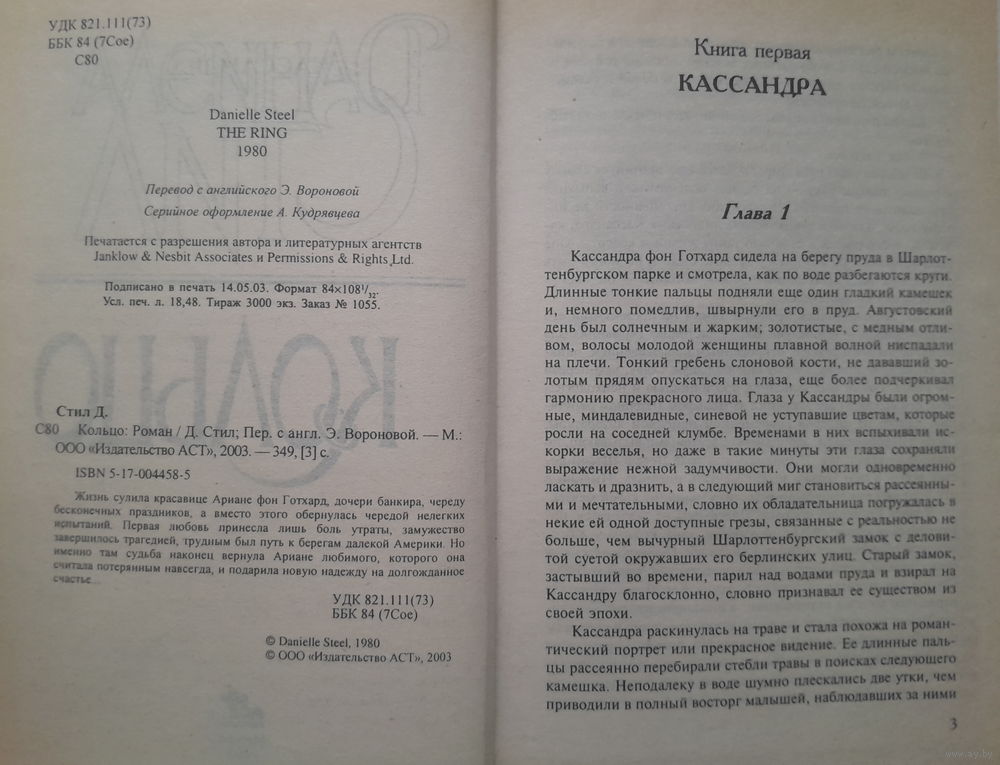 УДК 821.111(73)
ББК 84 (7Сое)
С80
Danielle Steel
THE RING
1980
Перевод с английского Э. Вороновой
Серийное оформление А. Кудрявцева
Печатается с разрешения автора и литературных агентств
Janklow & Nesbit Associates и Permissions & Rights Ltd.
Подписано в печать 14.05.03. Формат 84×108 1/32.
Усл. печ. л. 18,48. Тираж 3000 экз. Заказ № 1055.
Стил Д.
С80 Кольцо: Роман / Д. Стил; Пер. с англ. Э. Вороновой. — М.:
ООО «Издательство АСТ», 2003. — 349, [3] с.
ISBN 5-17-004458-5
Жизнь сулила красавице Ариане фон Готхард, дочери банкира, череду
бесконечных праздников, а вместо этого обернулась чередой нелегких
испытаний. Первая любовь принесла лишь боль утраты, замужество
завершилось трагедией, трудным был путь к берегам далекой Америки. Но
именно там судьба наконец вернула Ариане любимого, которого она
считала потерянным навсегда, и подарила новую надежду на долгожданное
счастье...
УДК 821.111(73)
ББК 84 (7Сое)
© Danielle Steel, 1980
© ООО «Издательство АСТ», 2003
Книга первая
КАССАНДРА
Глава 1
Кассандра фон Готхард сидела на берегу пруда в Шарлот-
тенбургском парке и смотрела, как по воде разбегаются круги.
Длинные тонкие пальцы подняли еще один гладкий камешек
и, немного помедлив, швырнули его в пруд. Августовский
день был солнечным и жарким; золотистые, с медным отли-
вом, волосы молодой женщины плавной волной ниспадали
на плечи. Тонкий гребень слоновой кости, не дававший зо-
лотым прядям опускаться на глаза, еще более подчеркивал
гармонию прекрасного лица. Глаза у Кассандры были огром-
ные, миндалевидные, синевой не уступавшие цветам, которые
росли на соседней клумбе. Временами в них вспыхивали ис-
корки веселья, но даже в такие минуты эти глаза сохраняли
выражение нежной задумчивости. Они могли одновременно
ласкать и дразнить, а в следующий миг становиться рассеянны-
ми и мечтательными, словно их обладательница погружалась в
некие ей одной доступные грезы, связанные с реальностью не
больше, чем вычурный Шарлоттенбургский замок с делови-
той суетой окружавших его берлинских улиц. Старый замок,
застывший во времени, парил над водами пруда и взирал на
Кассандру благосклонно, словно признавал ее существом из
своей эпохи.
Кассандра раскинулась на траве и стала похожа на роман-
тический портрет или прекрасное видение. Ее длинные паль-
цы рассеянно перебирали стебли травы в поисках следующего
камешка. Неподалеку в воде шумно плескались две утки, чем
приводили в полный восторг малышей, наблюдавших за ними
3
www.ay.by